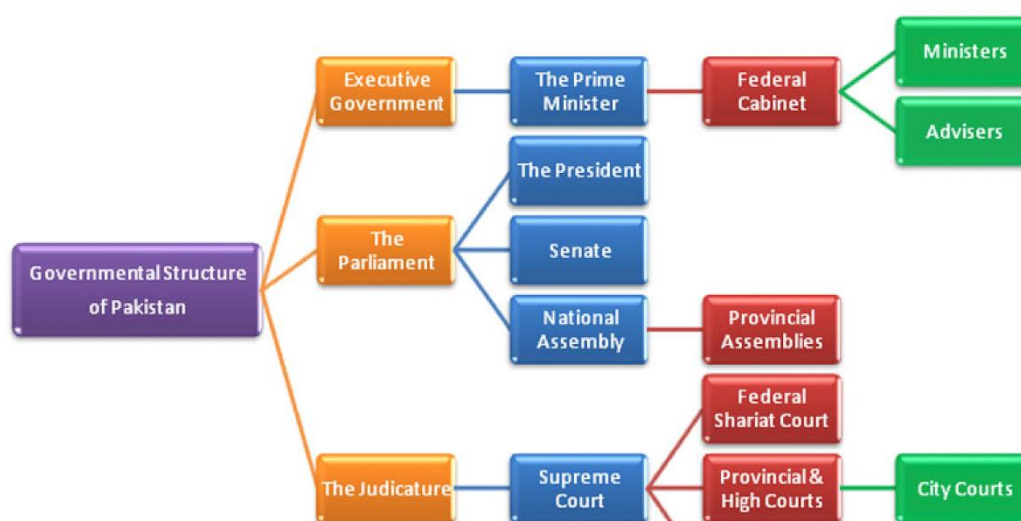 Governmental Structure
of Pakistan
Executive
Government
The Prime
Minister
Federal
Cabinet
Ministers
Advisers
The
Parliament
The President
Senate
National
Assembly
Provincial
Assemblies
The Judicature
Supreme
Court
Federal
Shariat Court
Provincial &
High Courts
City Courts